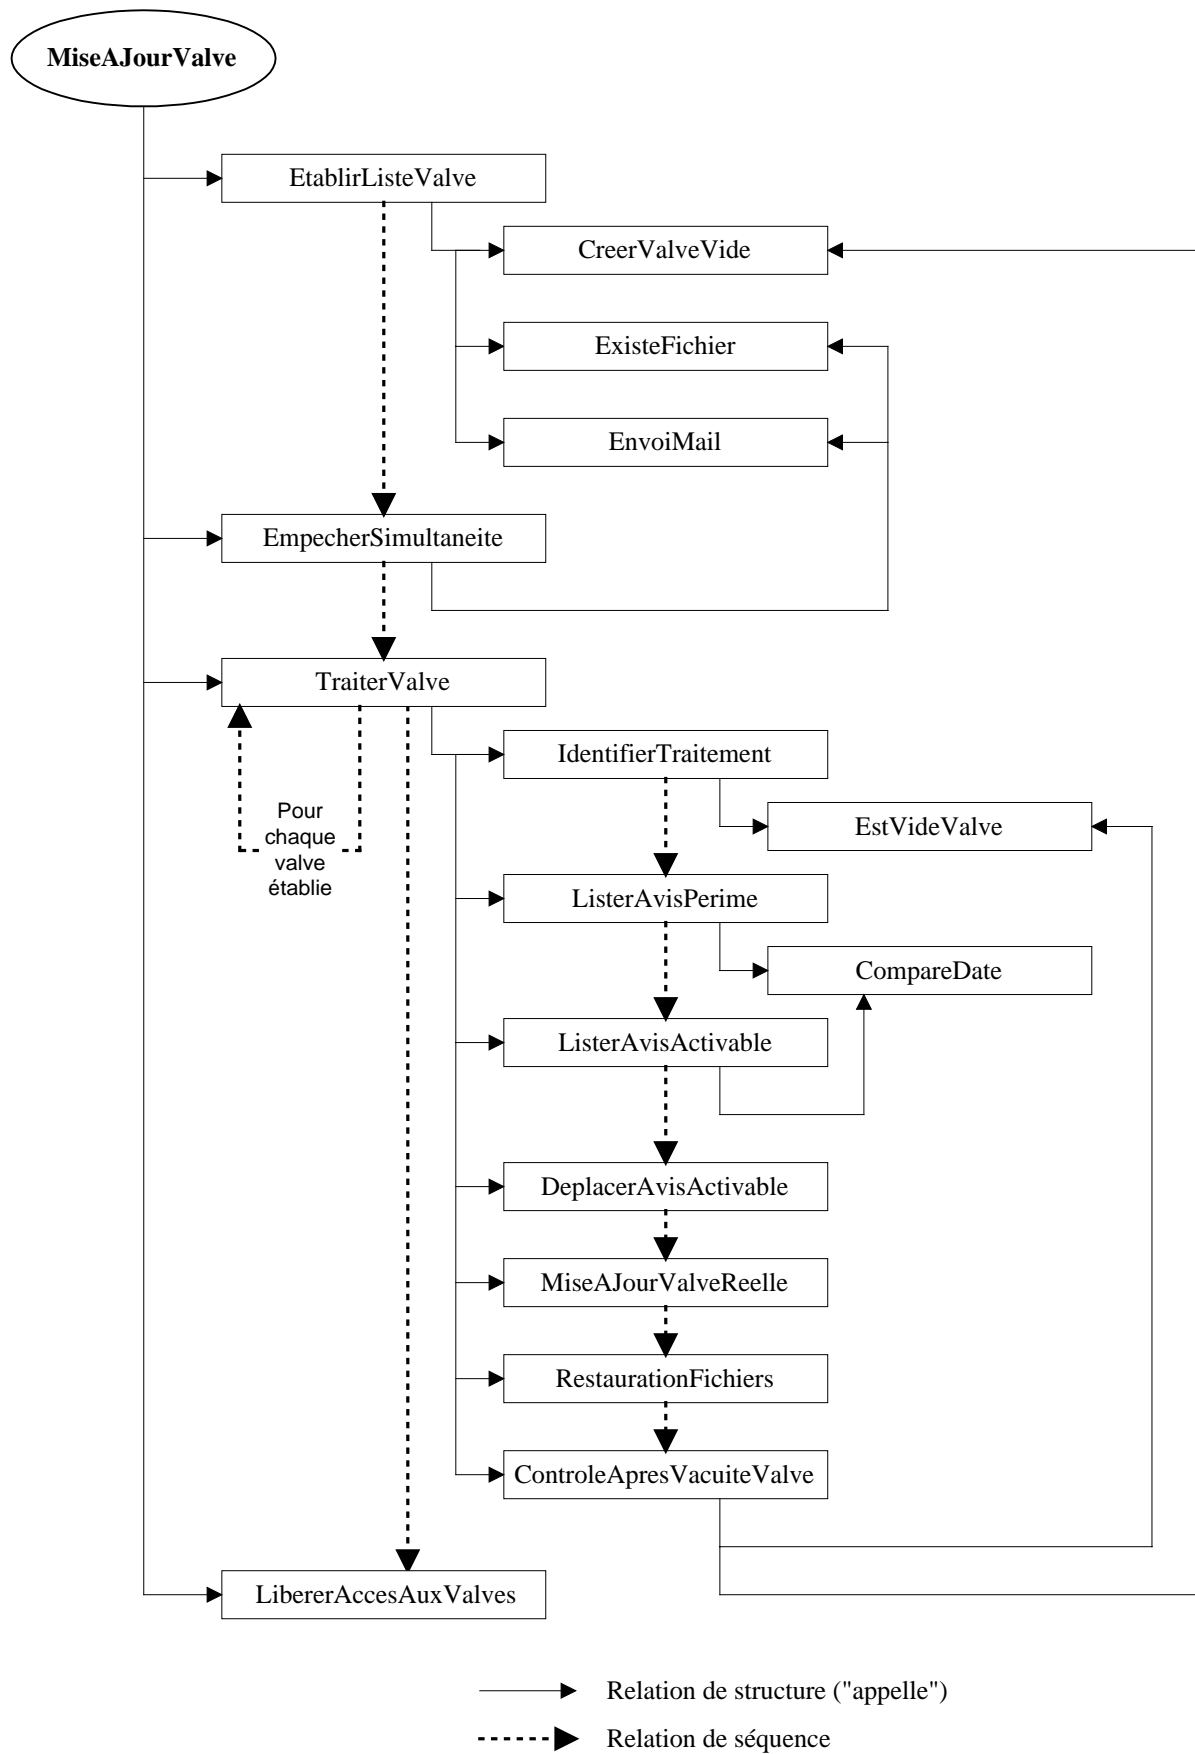 MiseAJourValve
EtablirListeValve
CreerValveVide
ExisteFichier
EnvoiMail
EmpecherSimultaneite
TraiterValve
IdentifierTraitement
Pour
chaque
valve
établie
EstVideValve
ListerAvisPerime
CompareDate
ListerAvisActivable
DeplacerAvisActivable
MiseAJourValveReelle
RestaurationFichiers
ControleApresVacuiteValve
LibererAccesAuxValves
Relation de structure ("appelle")
Relation de séquence